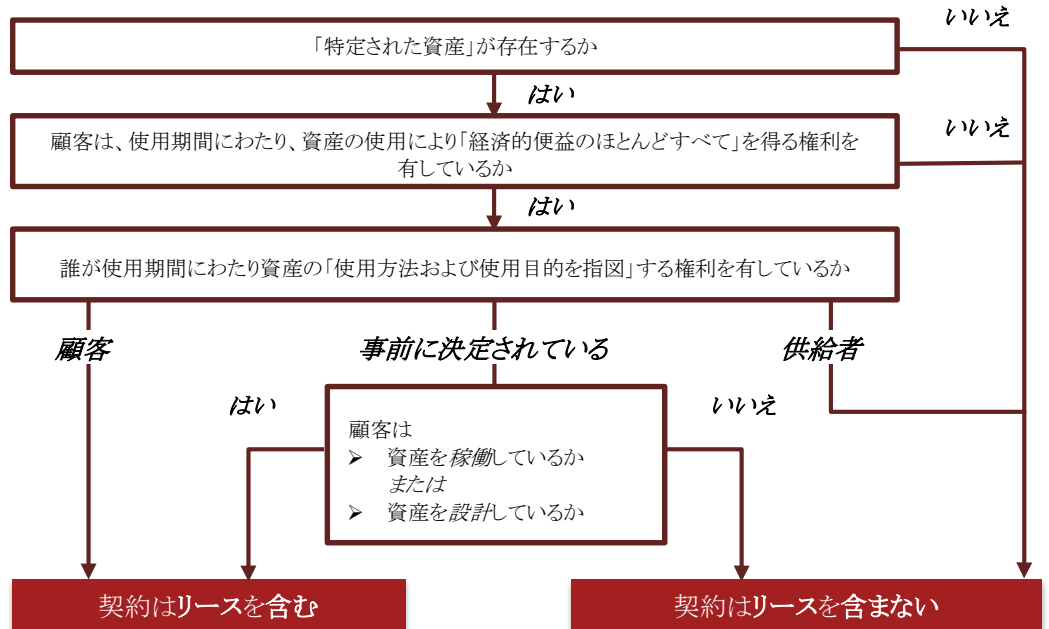 いいえ
「特定された資産」が存在するか
はい
顧客は、使用期間にわたり、資産の使用により「経済的便益のほとんどすべて」を得る権利を
有しているか
いいえ
はい
誰が使用期間にわたり資産の「使用方法および使用目的を指図」する権利を有しているか
顧客
事前に決定されている
供給者
はい
いいえ
顧客は
➢ 資産を稼働しているか
または
➢ 資産を設計しているか
契約はリースを含む
契約はリースを含まない